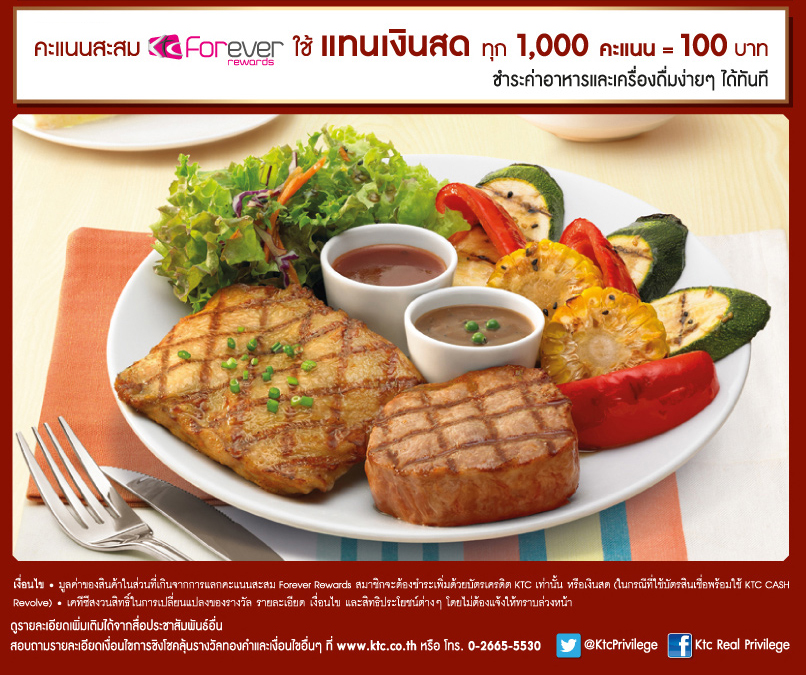 คะแนนสะสม KTC Forever rewards ใช้ แทนเงินสด ทุก 1,000 คะแนน = 100 บาท
ชำระค่าอาหารและเครื่องดื่มง่ายๆ ได้ทันที
เงื่อนไข • มูลค่าของสินค้าในส่วนที่เกินจากการแลกคะแนนสะสม Forever Rewards สมาชิกจะต้องชำระเพิ่มด้วยบัตรเครดิต KTC เท่านั้น หรือเงินสด (ในกรณีที่ใช้บัตรสินเชื่อพร้อมใช้ KTC CASH
Revolve) • เคทีซีสงวนสิทธิ์ในการเปลี่ยนแปลงของรางวัล รายละเอียด เงื่อนไข และสิทธิประโยชน์ต่างๆ โดยไม่ต้องแจ้งให้ทราบล่วงหน้า
ดูรายละเอียดเพิ่มเติมได้จากสื่อประชาสัมพันธ์อื่น
สอบถามรายละเอียดเงื่อนไขการชิงโชคลุ้นรางวัลทองคำและเงื่อนไขอื่นๆ ที่ www.ktc.co.th หรือ โทร. 0-2665-5530 @KtcPrivilege Ktc Real Privilege